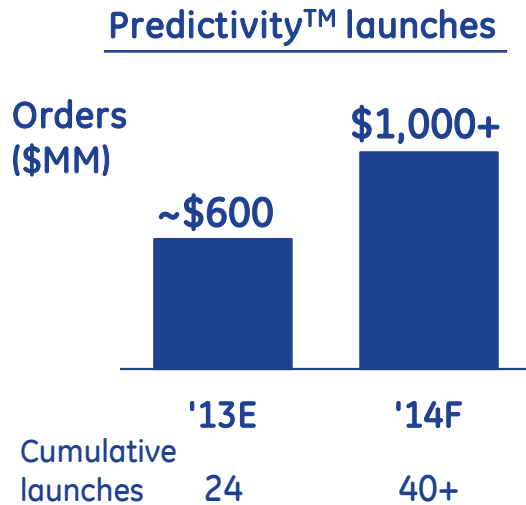 Predictivity™ launches
Orders
($MM)
$1,000+
~$600
'13E '14F
Cumulative
launches 24 40+